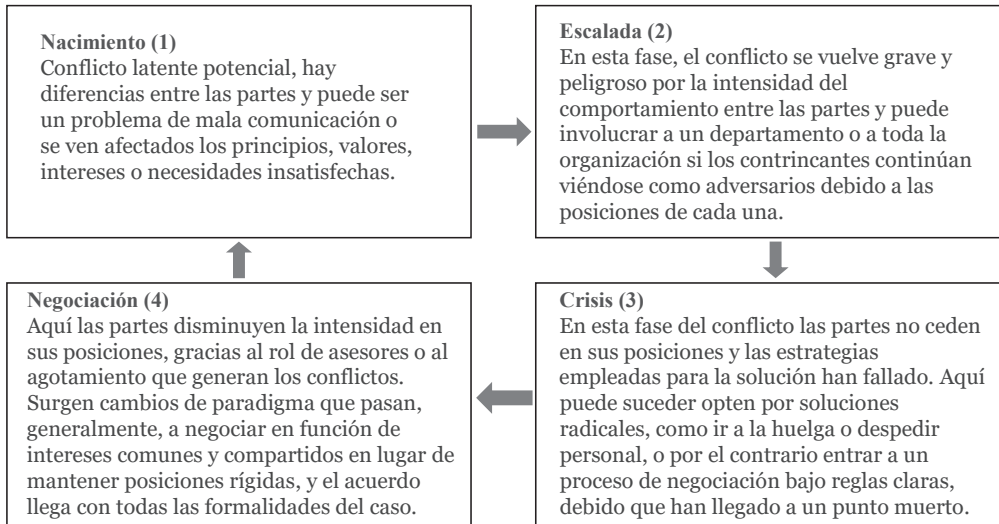 Nacimiento (1)
Conflicto latente potencial, hay
diferencias entre las partes y puede ser
un problema de mala comunicación o
se ven afectados los principios, valores,
intereses o necesidades insatisfechas.
Escalada (2)
En esta fase, el conflicto se vuelve grave y
peligroso por la intensidad del
comportamiento entre las partes y puede
involucrar a un departamento o a toda la
organización si los contrincantes continúan
viéndose como adversarios debido a las
posiciones de cada una.
Crisis (3)
En esta fase del conflicto las partes no ceden
en sus posiciones y las estrategias
empleadas para la solución han fallado. Aquí
puede suceder opten por soluciones
radicales, como ir a la huelga o despedir
personal, o por el contrario entrar a un
proceso de negociación bajo reglas claras,
debido que han llegado a un punto muerto.
Negociación (4)
Aquí las partes disminuyen la intensidad en
sus posiciones, gracias al rol de asesores o al
agotamiento que generan los conflictos.
Surgen cambios de paradigma que pasan,
generalmente, a negociar en función de
intereses comunes y compartidos en lugar de
mantener posiciones rígidas, y el acuerdo
llega con todas las formalidades del caso.